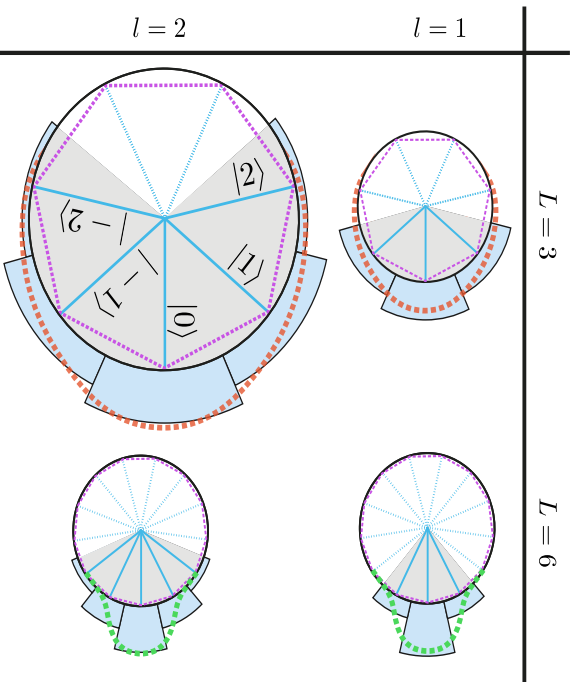 l = 2
l = 1
L = 3
|2⟩
|−2⟩
|1⟩
|−1⟩
|0⟩
L = 6